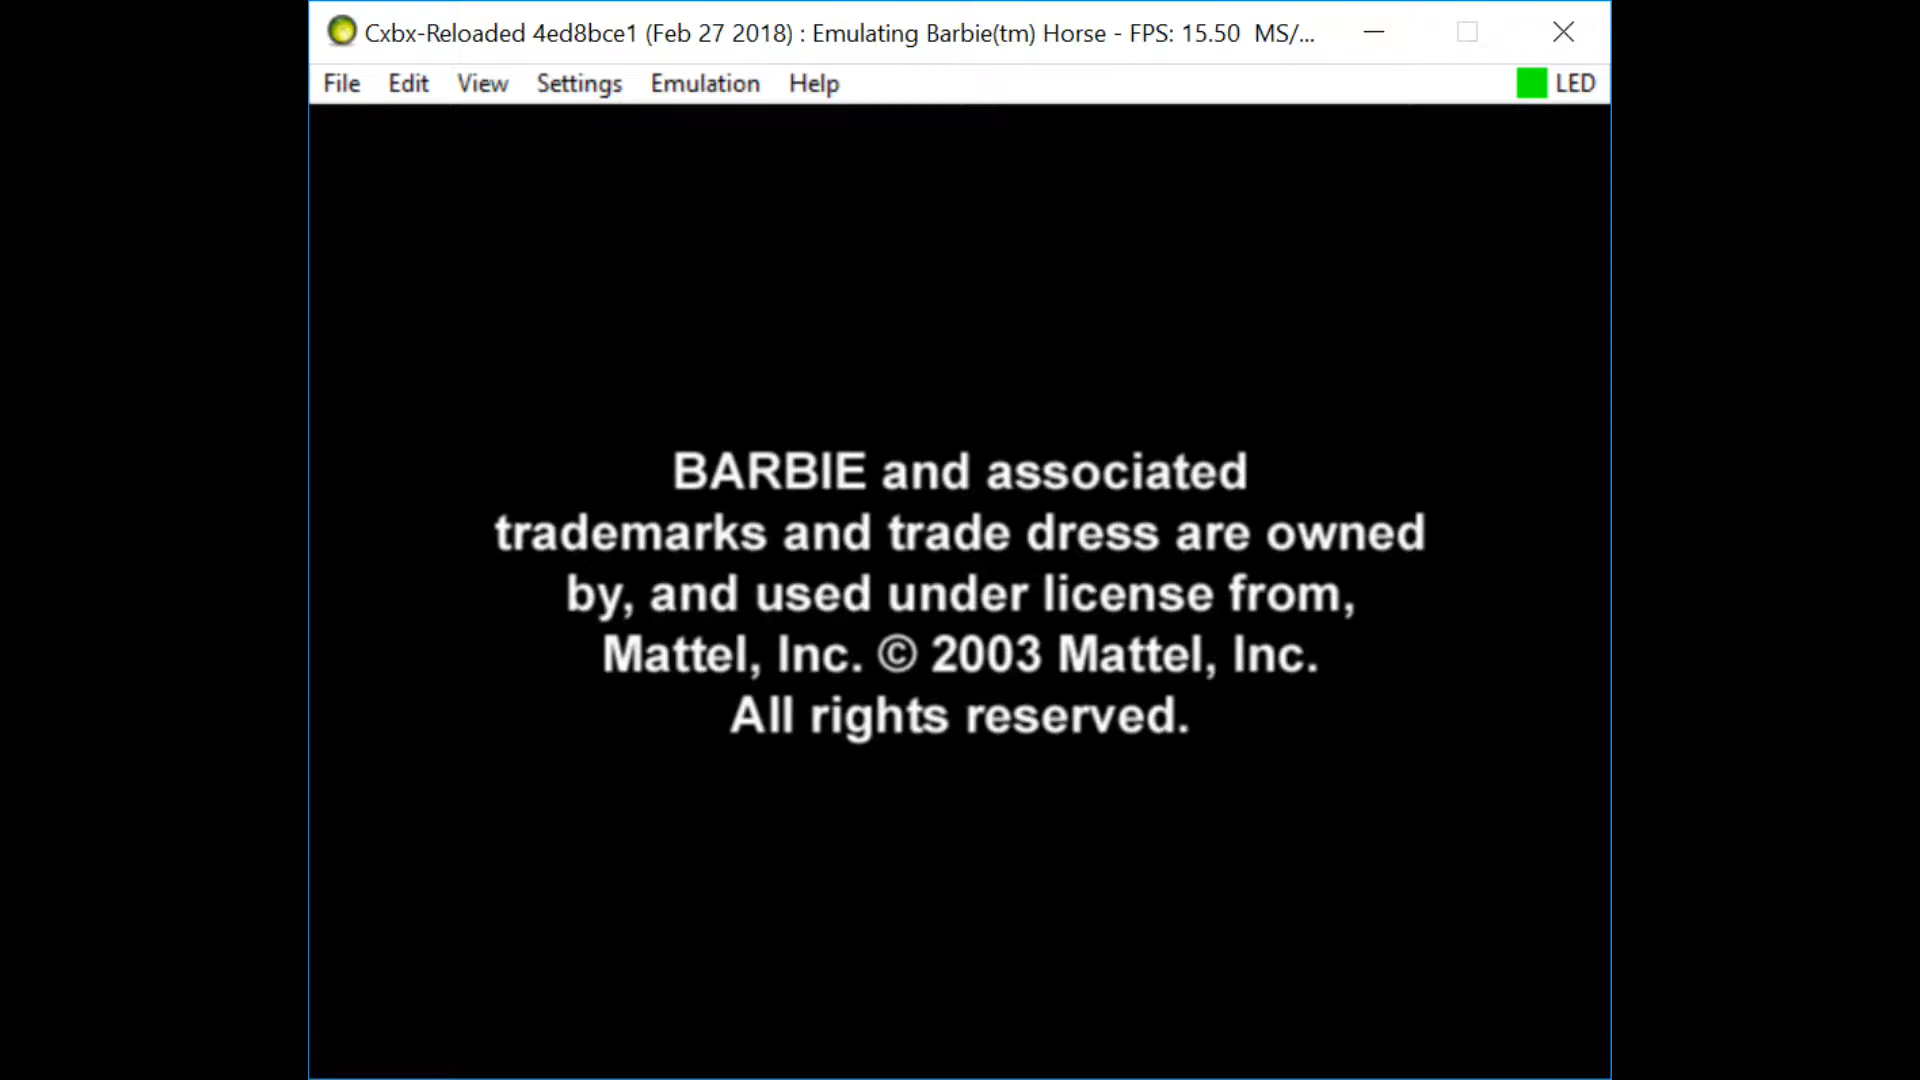 Cxbx-Reloaded 4ed8bce1 (Feb 27 2018) : Emulating Barbie(tm) Horse - FPS: 15.50  MS/...
File Edit View Settings Emulation Help LED
BARBIE and associated
trademarks and trade dress are owned
by, and used under license from,
Mattel, Inc. © 2003 Mattel, Inc.
All rights reserved.